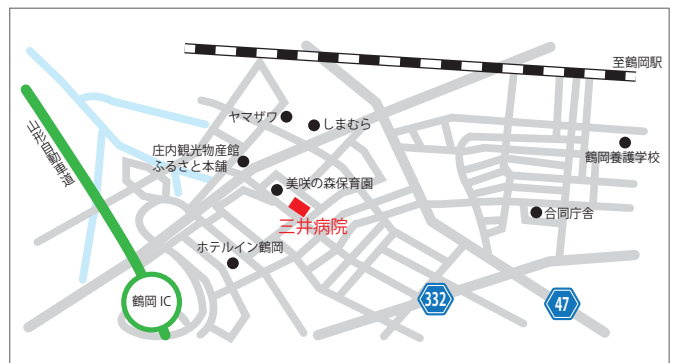 至鶴岡駅
ヤマザワ
しまむら
山形自動車道
庄内観光物産館
ふるさと本舗
鶴岡養護学校
美咲の森保育園
三井病院
合同庁舎
ホテルイン鶴岡
鶴岡 IC
332
47